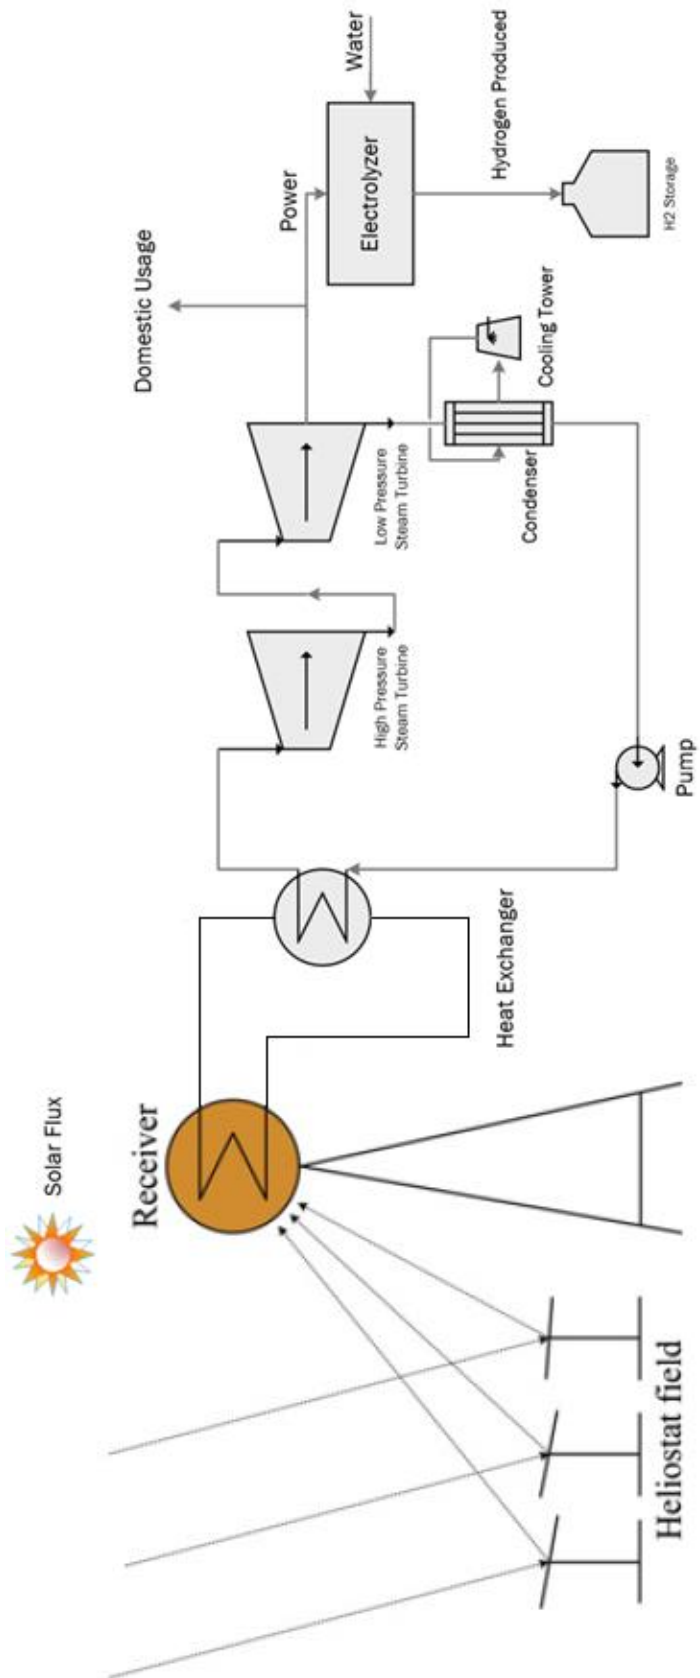 Solar Flux
Receiver
Heliostat field
Heat Exchanger
High Pressure
Steam Turbine
Low Pressure
Steam Turbine
Pump
Condenser
Cooling Tower
Domestic Usage
Power
Water
Electrolyzer
Hydrogen Produced
H2 Storage